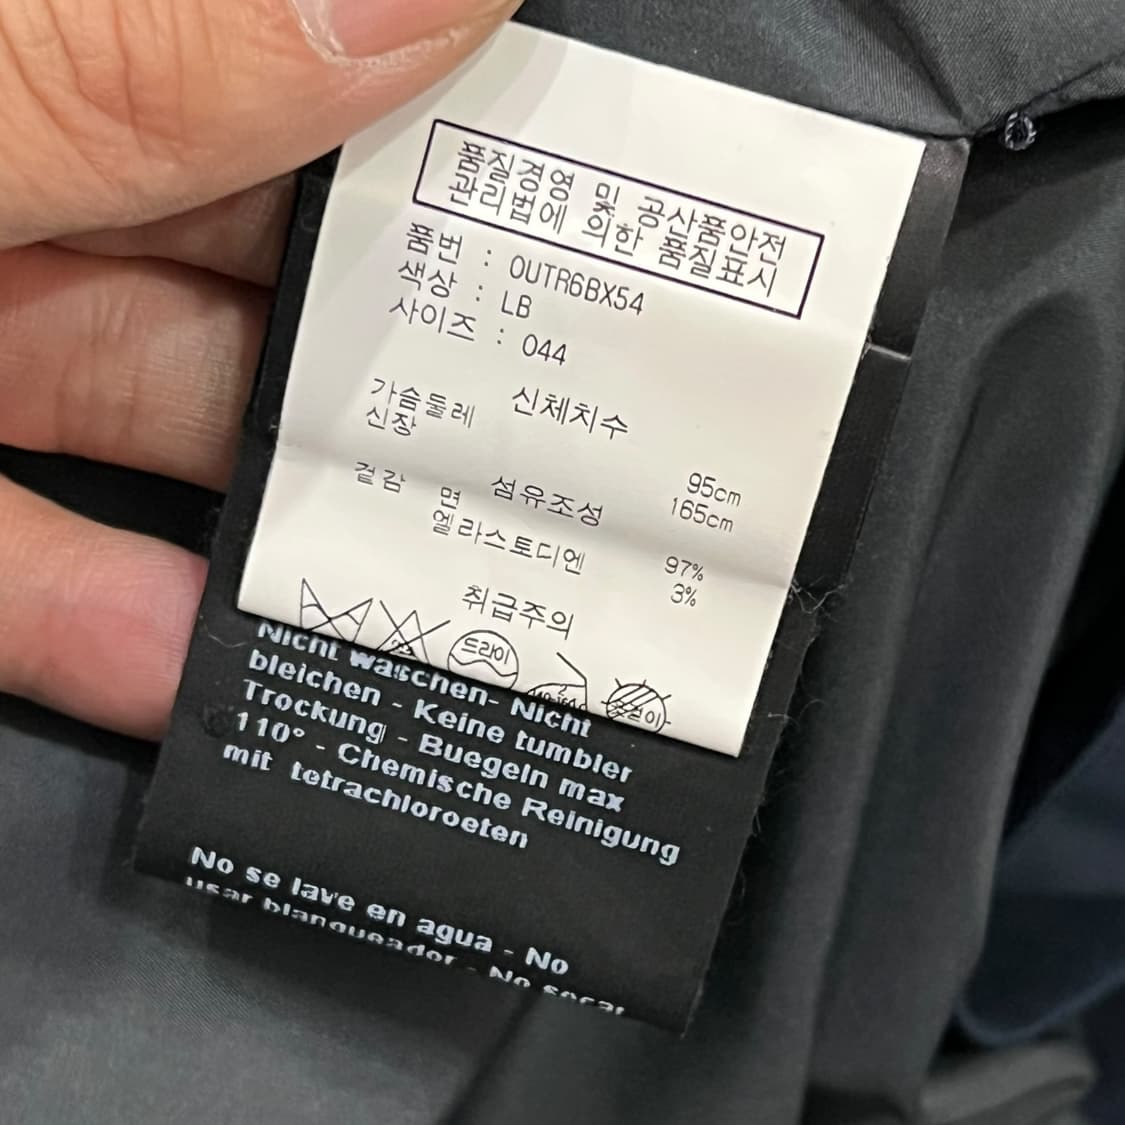 품질경영 및 공산품안전
관리법에 의한 품질표시
품번 : OUTR6BX54
색상 : LB
사이즈 : 044
신체치수
가슴둘레 95cm
신장 165cm
섬유조성
겉감 면 97%
엘라스토디엔 3%
취급주의
드라이
Nicht waschen- Nicht
bleichen - Keine tumbler
Trockung - Buegeln max
110° - Chemische Reinigung
mit tetrachloroeten
No se lave en agua - No
usar blanqueador - No secar